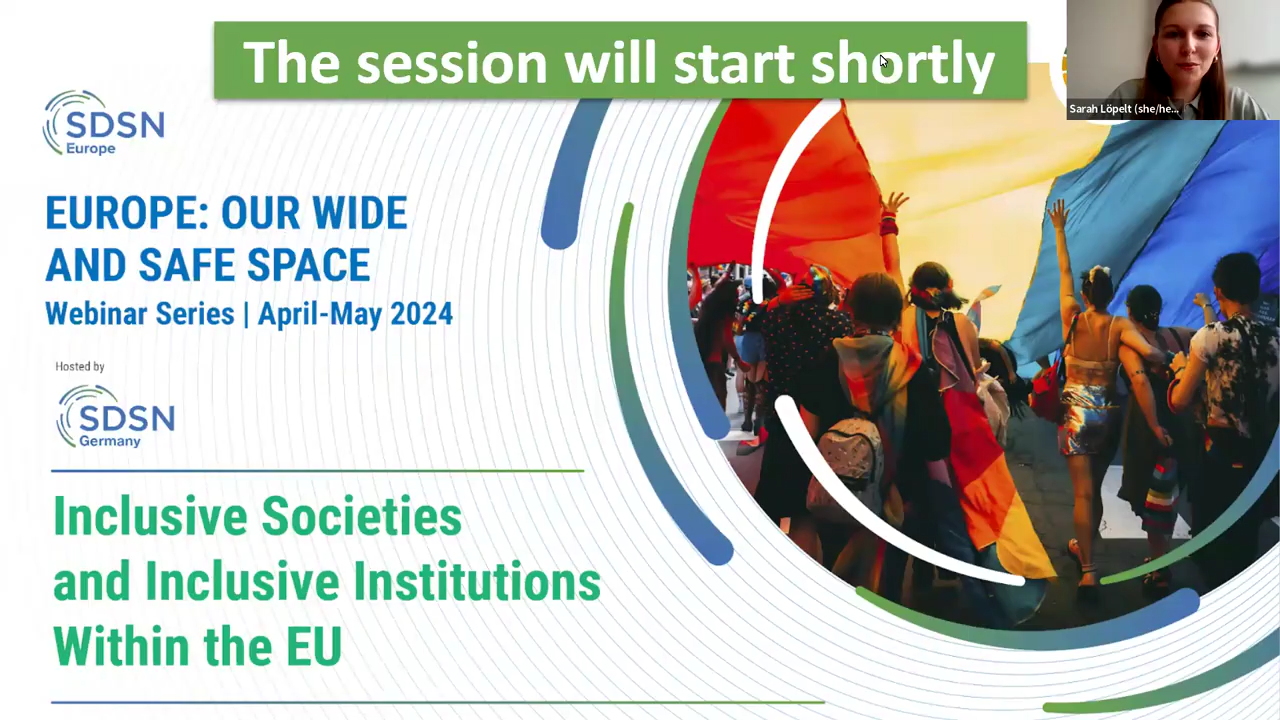 The session will start shortly
Sarah Löpelt (she/he...
SDSN
Europe
EUROPE: OUR WIDE
AND SAFE SPACE
Webinar Series | April-May 2024
Hosted by
SDSN
Germany
Inclusive Societies
and Inclusive Institutions
Within the EU